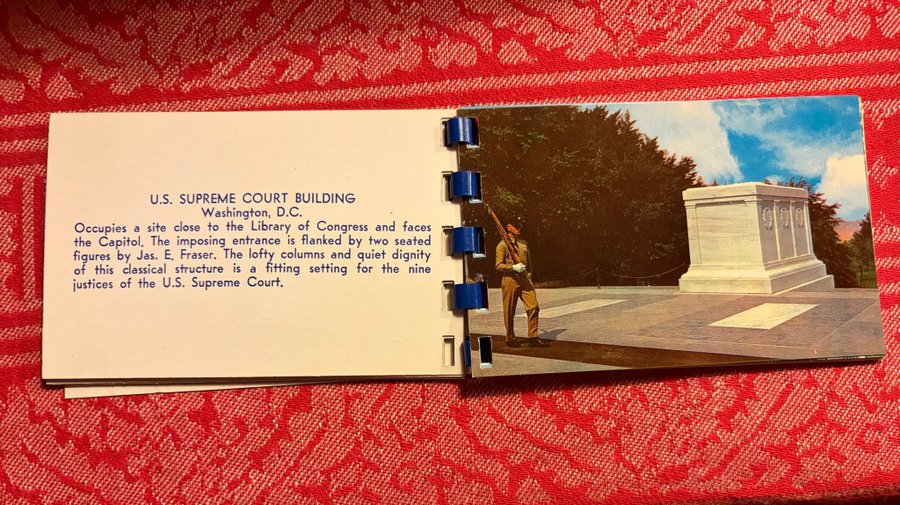 U.S. SUPREME COURT BUILDING
Washington, D.C.
Occupies a site close to the Library of Congress and faces
the Capitol. The imposing entrance is flanked by two seated
figures by Jas. E. Fraser. The lofty columns and quiet dignity
of this classical structure is a fitting setting for the nine
justices of the U.S. Supreme Court.